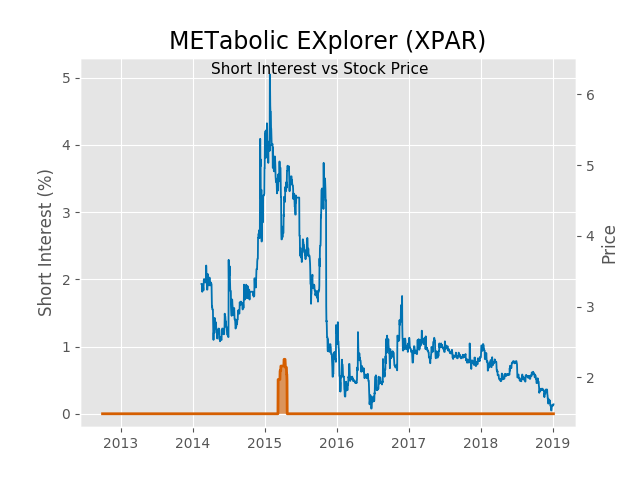 METabolic EXplorer (XPAR)
Short Interest vs Stock Price
Short Interest (%)
5
4
3
2
1
0
6
5
4
3
2
Price
2013 2014 2015 2016 2017 2018 2019